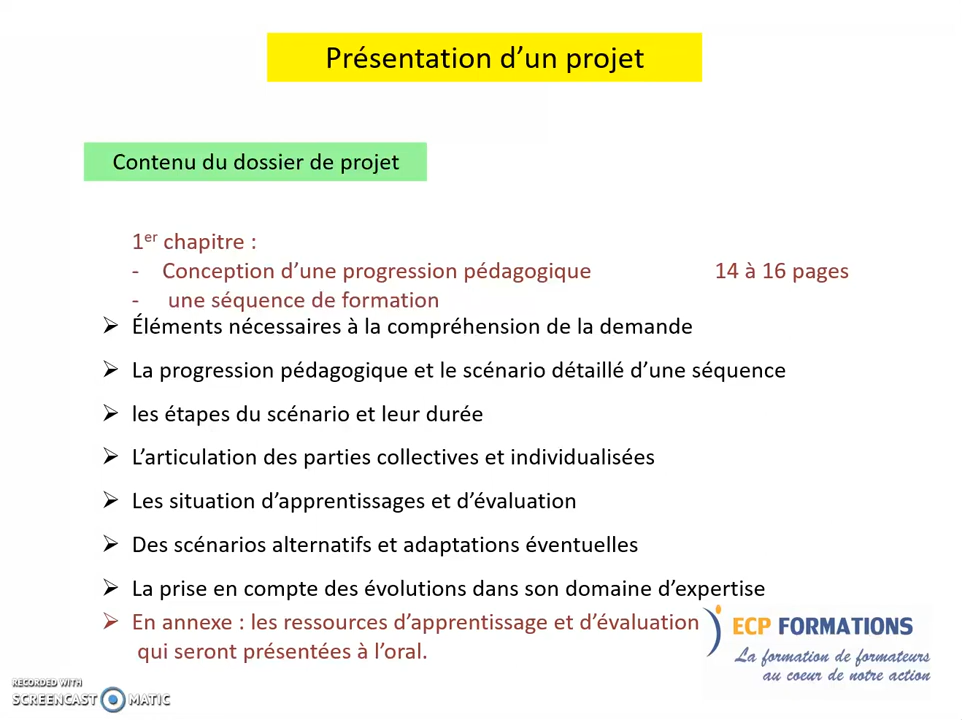 Présentation d'un projet
Contenu du dossier de projet
1er chapitre :
- Conception d'une progression pédagogique 14 à 16 pages
- une séquence de formation
➢ Éléments nécessaires à la compréhension de la demande
➢ La progression pédagogique et le scénario détaillé d'une séquence
➢ les étapes du scénario et leur durée
➢ L'articulation des parties collectives et individualisées
➢ Les situation d'apprentissages et d'évaluation
➢ Des scénarios alternatifs et adaptations éventuelles
➢ La prise en compte des évolutions dans son domaine d'expertise
➢ En annexe : les ressources d'apprentissage et d'évaluation
qui seront présentées à l'oral.
ECP FORMATIONS
La formation de formateurs
au coeur de notre action
RECORDED WITH
SCREENCAST MATIC